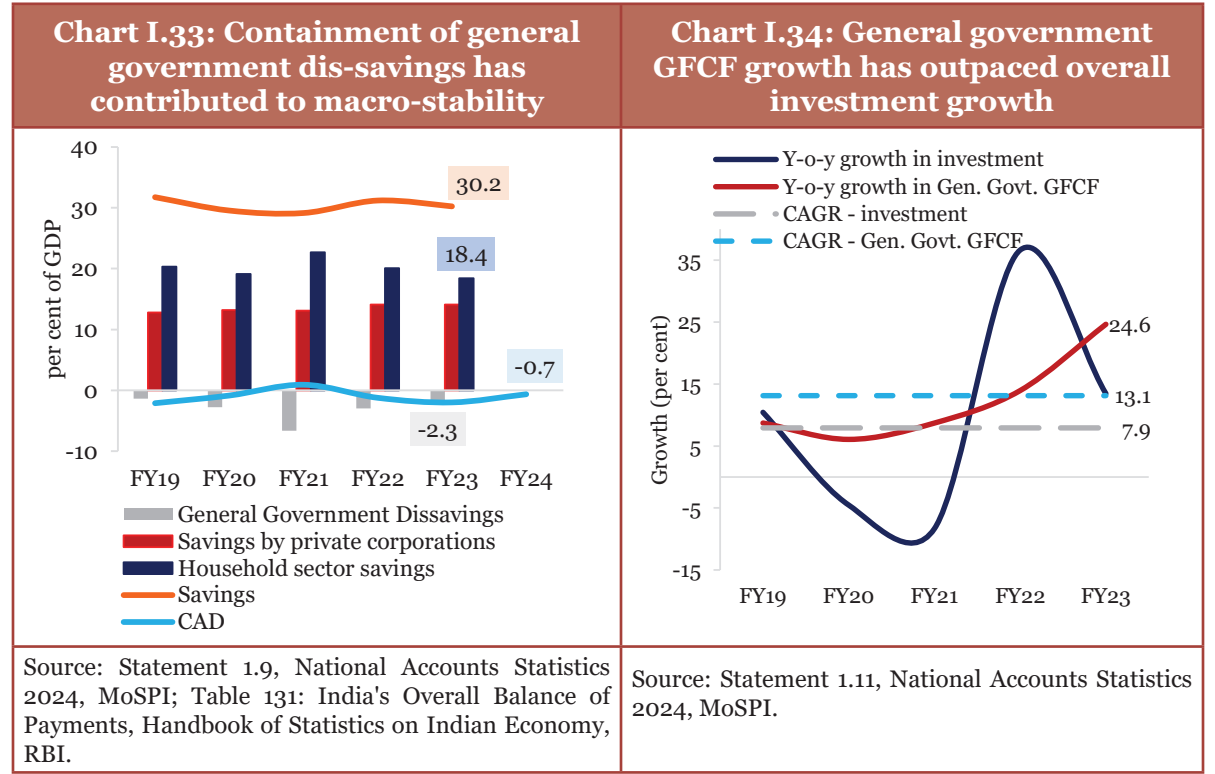 Chart I.33: Containment of general
government dis-savings has
contributed to macro-stability
40
30
20
10
0
-10
per cent of GDP
30.2
18.4
-0.7
-2.3
FY19 FY20 FY21 FY22 FY23 FY24
General Government Dissavings
Savings by private corporations
Household sector savings
Savings
CAD
Source: Statement 1.9, National Accounts Statistics
2024, MoSPI; Table 131: India's Overall Balance of
Payments, Handbook of Statistics on Indian Economy,
RBI.
Chart I.34: General government
GFCF growth has outpaced overall
investment growth
Y-o-y growth in investment
Y-o-y growth in Gen. Govt. GFCF
CAGR - investment
CAGR - Gen. Govt. GFCF
35
25
15
5
-5
-15
Growth (per cent)
24.6
13.1
7.9
FY19 FY20 FY21 FY22 FY23
Source: Statement 1.11, National Accounts Statistics
2024, MoSPI.